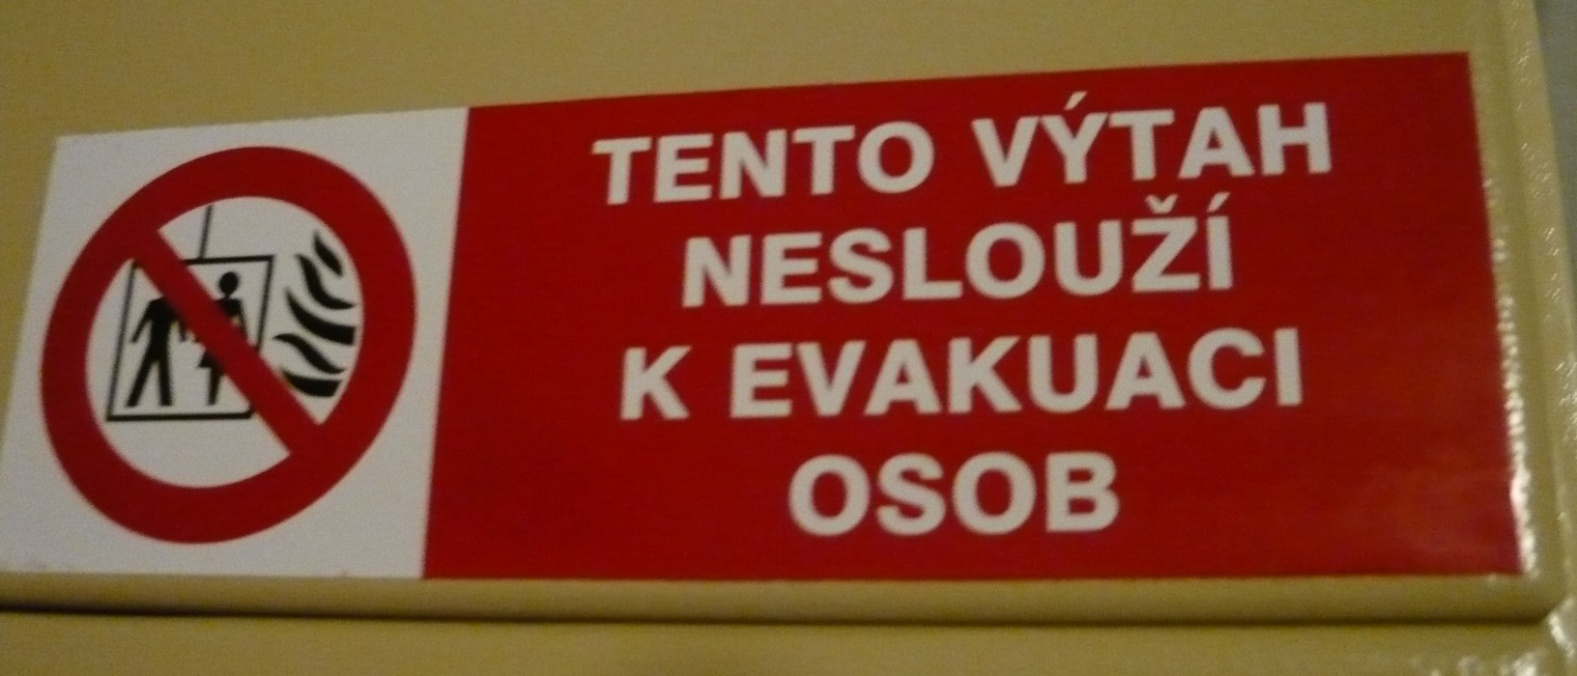 TENTO VÝTAH
NESLOUŽÍ
K EVAKUACI
OSOB